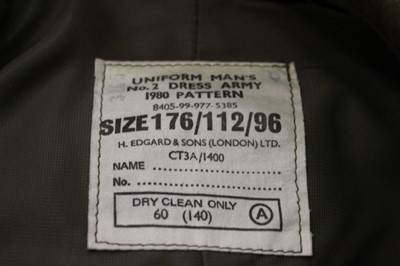 UNIFORM MAN'S
No.2 DRESS ARMY
1980 PATTERN
8405-99-977-5385
SIZE 176/112/96
H. EDGARD & SONS (LONDON) LTD.
CT3A/1400
NAME
No.
DRY CLEAN ONLY
60 (140) A